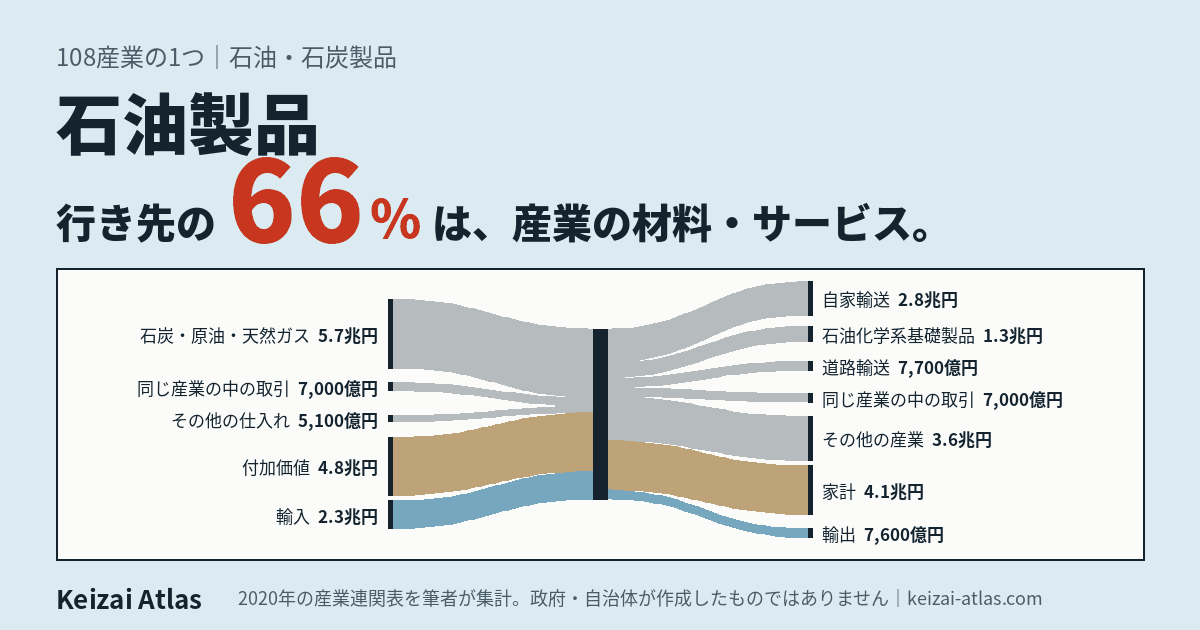 108産業の1つ｜石油・石炭製品
石油製品
行き先の 66% は、産業の材料・サービス。
石炭・原油・天然ガス 5.7兆円
同じ産業の中の取引 7,000億円
その他の仕入れ 5,100億円
付加価値 4.8兆円
輸入 2.3兆円
自家輸送 2.8兆円
石油化学系基礎製品 1.3兆円
道路輸送 7,700億円
同じ産業の中の取引 7,000億円
その他の産業 3.6兆円
家計 4.1兆円
輸出 7,600億円
Keizai Atlas
2020年の産業連関表を筆者が集計。政府・自治体が作成したものではありません｜keizai-atlas.com